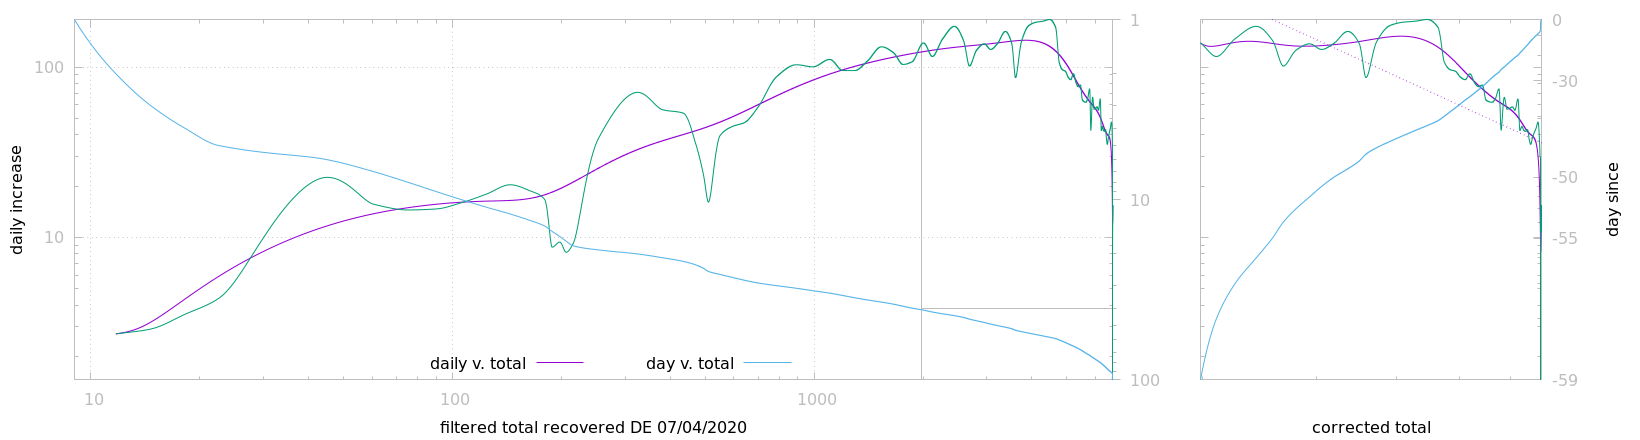 1
0
100
-30
daily increase
-50
day since
10
10
-55
daily v. total
day v. total
100
-59
10
100
1000
filtered total recovered DE 07/04/2020
corrected total